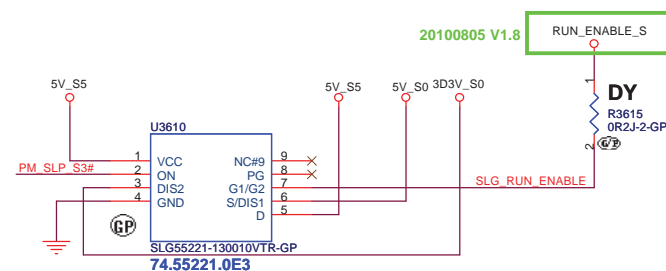 20100805 V1.8
RUN_ENABLE_S
5V_S5
5V_S5
5V_S0
3D3V_S0
1
DY
R3615
0R2J-2-GP
2
G/P
U3610
PM_SLP_S3#
1
2
3
4
VCC
ON
DIS2
GND
NC#9
PG
G1/G2
S/DIS1
D
9
8
7
6
5
SLG_RUN_ENABLE
GP
SLG55221-130010VTR-GP
74.55221.0E3